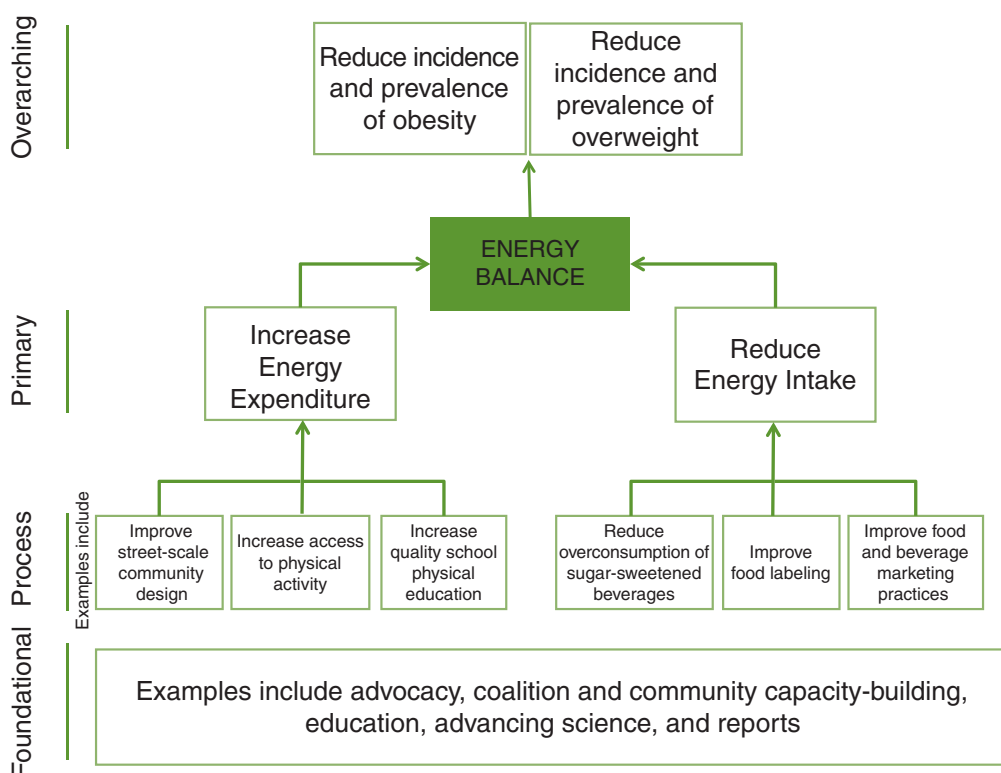 Overarching
Reduce incidence
and prevalence
of obesity
Reduce
incidence and
prevalence of
overweight
ENERGY
BALANCE
Primary
Increase
Energy
Expenditure
Reduce
Energy Intake
Process
Examples include
Improve
street-scale
community
design
Increase access
to physical
activity
Increase
quality school
physical
education
Reduce
overconsumption of
sugar-sweetened
beverages
Improve
food labeling
Improve food
and beverage
marketing
practices
Foundational
Examples include advocacy, coalition and community capacity-building,
education, advancing science, and reports